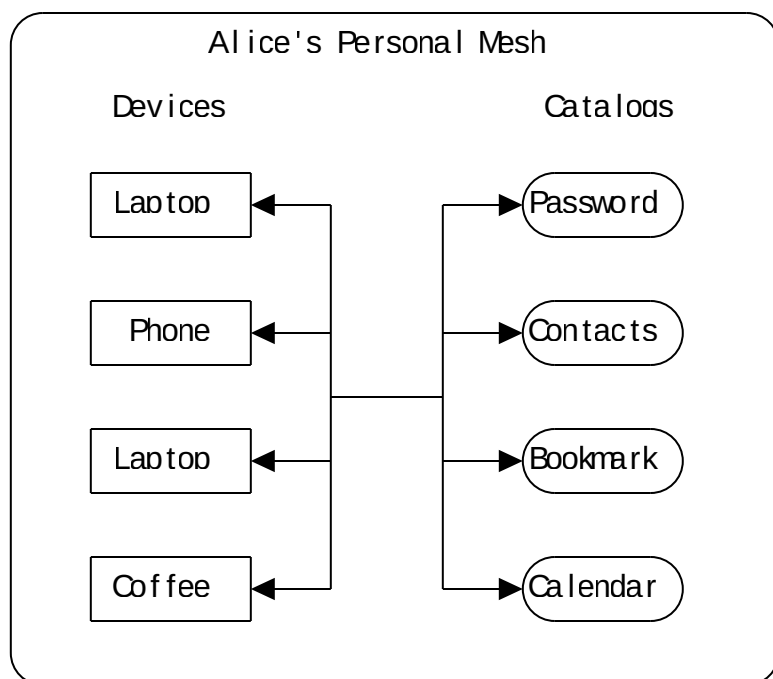 Alice's Personal Mesh
Devices Catalogs
Laptop Password
Phone Contacts
Laptop Bookmark
Coffee Calendar